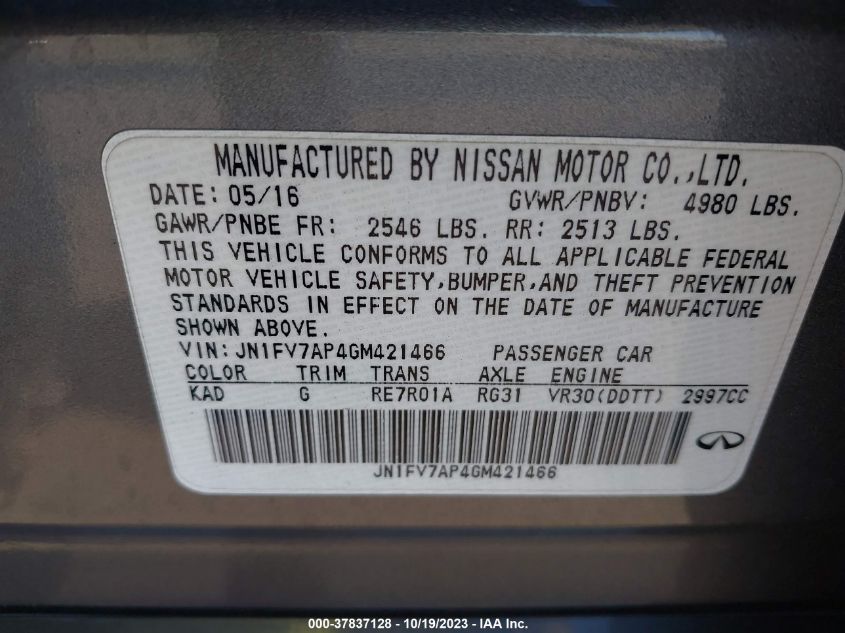 MANUFACTURED BY NISSAN MOTOR CO.,LTD.
DATE: 05/16 GVWR/PNBV: 4980 LBS.
GAWR/PNBE FR: 2546 LBS. RR: 2513 LBS.
THIS VEHICLE CONFORMS TO ALL APPLICABLE FEDERAL
MOTOR VEHICLE SAFETY,BUMPER,AND THEFT PREVENTION
STANDARDS IN EFFECT ON THE DATE OF MANUFACTURE
SHOWN ABOVE.
VIN: JN1FV7AP4GM421466 PASSENGER CAR
COLOR TRIM TRANS AXLE ENGINE
KAD G RE7R01A RG31 VR30(DDTT) 2997CC
JN1FV7AP4GM421466
000-37837128 - 10/19/2023 - IAA Inc.